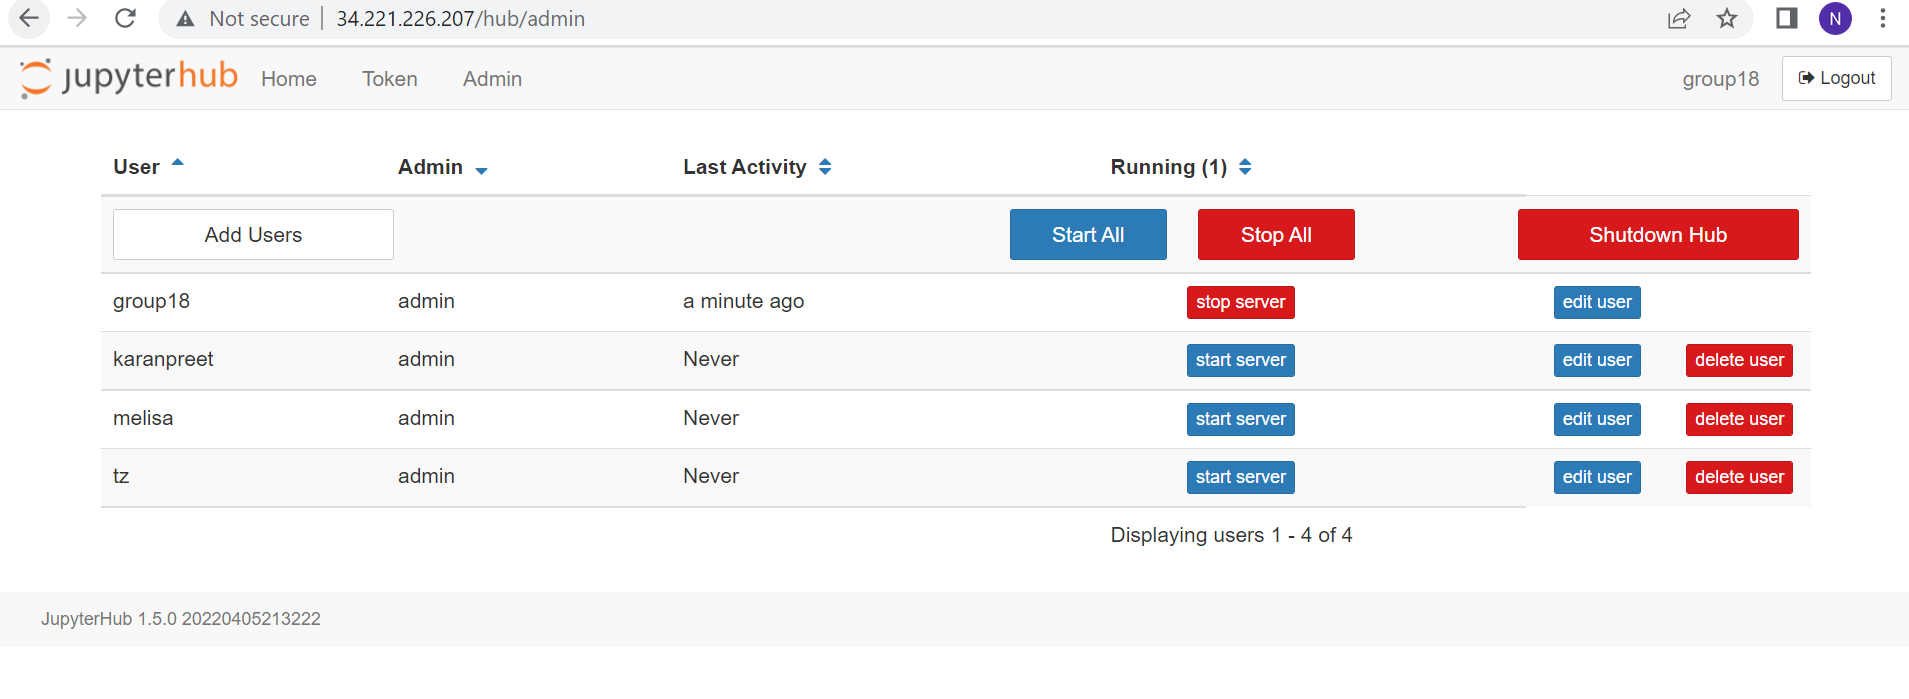 Not secure | 34.221.226.207/hub/admin N
jupyterhub Home Token Admin group18 Logout
User Admin Last Activity Running (1)
Add Users Start All Stop All Shutdown Hub
group18 admin a minute ago stop server edit user
karanpreet admin Never start server edit user delete user
melisa admin Never start server edit user delete user
tz admin Never start server edit user delete user
Displaying users 1 - 4 of 4
JupyterHub 1.5.0 20220405213222